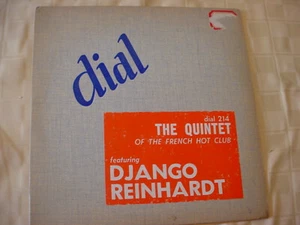 dial
dial 214
THE QUINTET
OF THE FRENCH HOT CLUB
featuring
DJANGO
REINHARDT